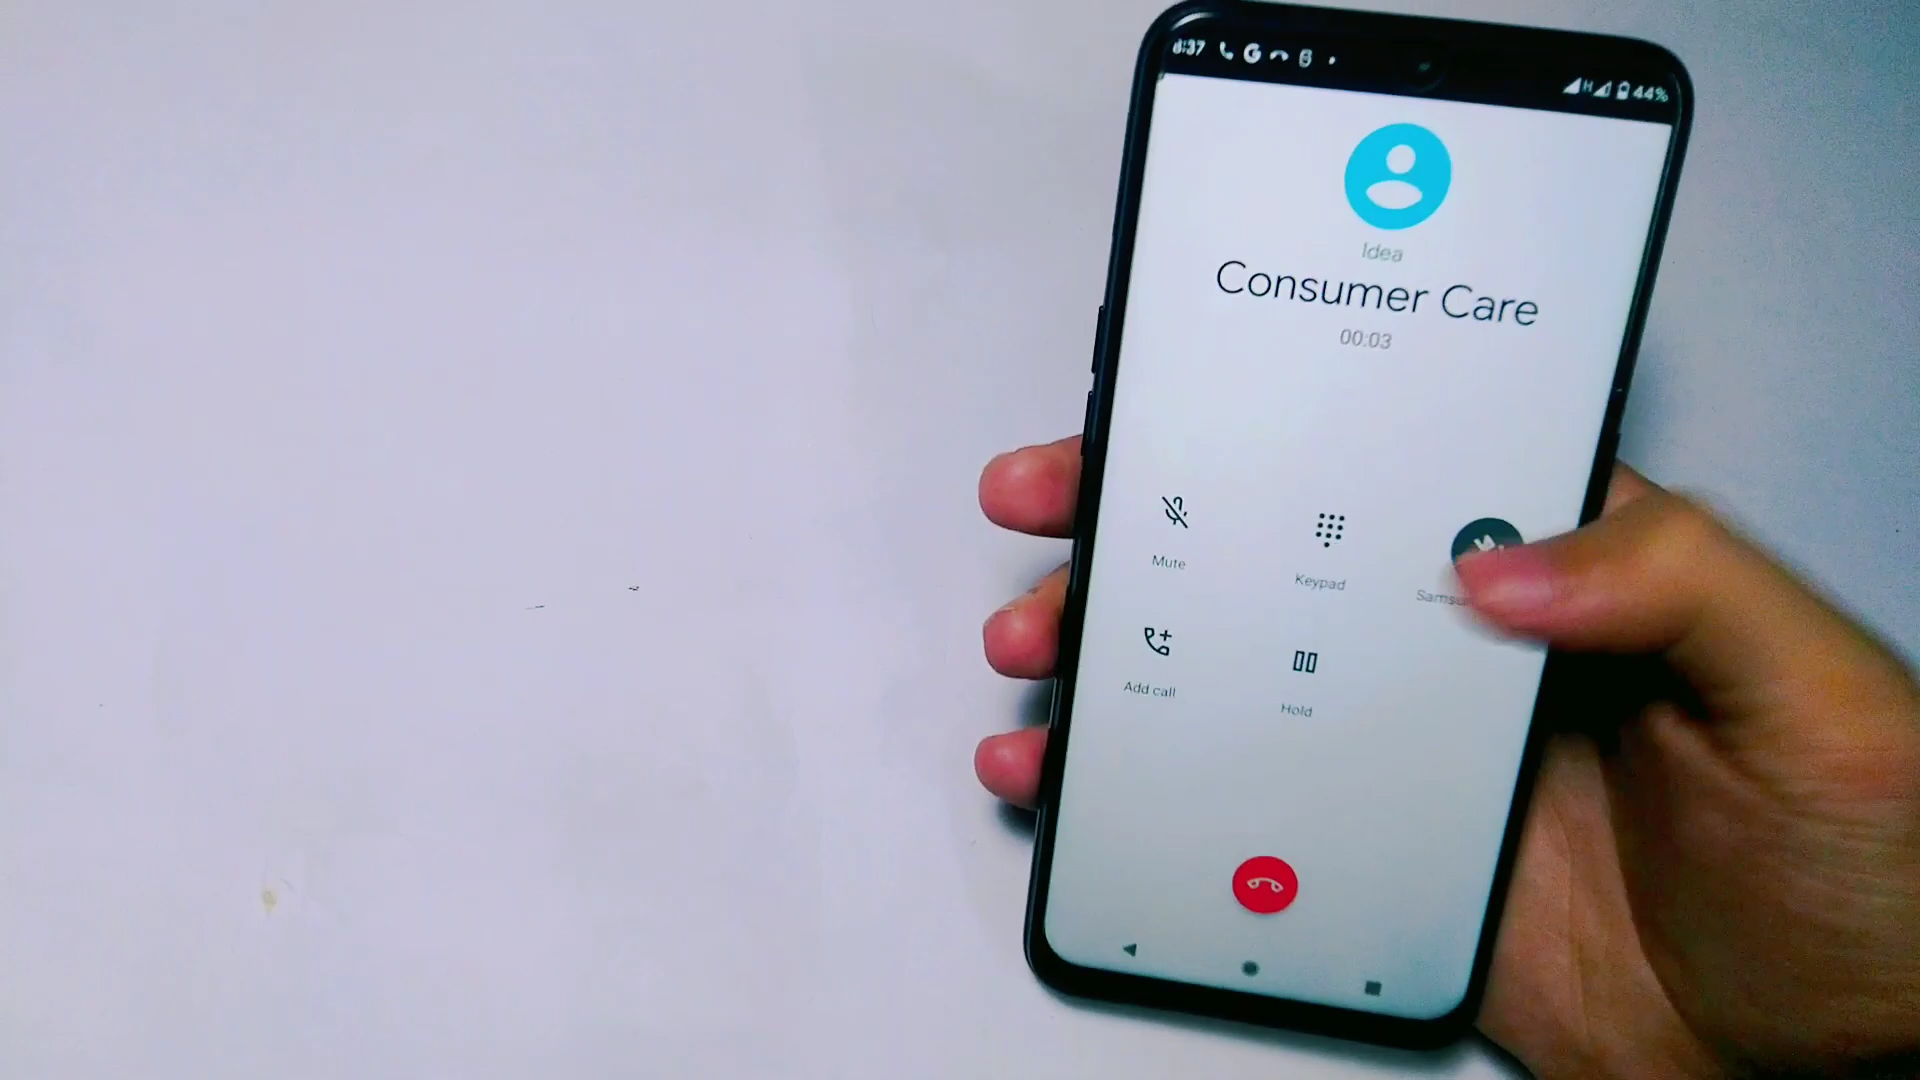 6:37
H 44%
Idea
Consumer Care
00:03
Mute
Keypad
Add call
Hold